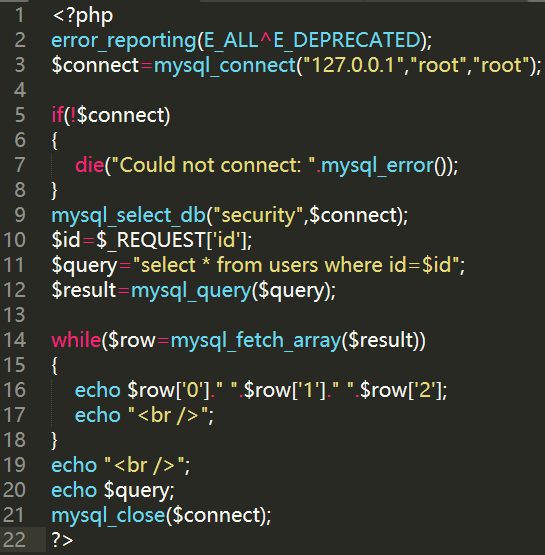 1 <?php
2 error_reporting(E_ALL^E_DEPRECATED);
3 $connect=mysql_connect("127.0.0.1","root","root");
4
5 if(!$connect)
6 {
7     die("Could not connect: ".mysql_error());
8 }
9 mysql_select_db("security",$connect);
10 $id=$_REQUEST['id'];
11 $query="select * from users where id=$id";
12 $result=mysql_query($query);
13
14 while($row=mysql_fetch_array($result))
15 {
16     echo $row['0']." ".$row['1']." ".$row['2'];
17     echo "<br />";
18 }
19 echo "<br />";
20 echo $query;
21 mysql_close($connect);
22 ?>